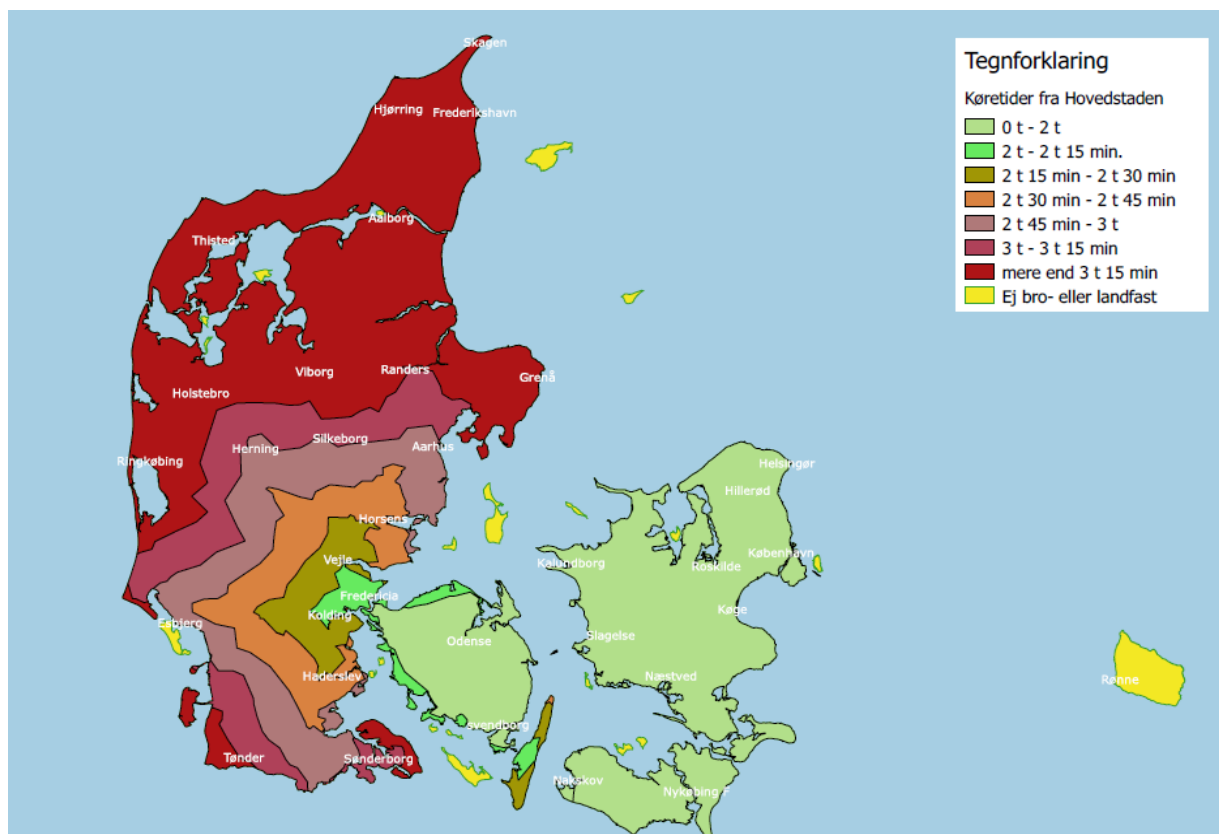 Tegnforklaring
Køretider fra Hovedstaden
0 t - 2 t
2 t - 2 t 15 min.
2 t 15 min - 2 t 30 min
2 t 30 min - 2 t 45 min
2 t 45 min - 3 t
3 t - 3 t 15 min
mere end 3 t 15 min
Ej bro- eller landfast
Skagen
Hjørring
Frederikshavn
Aalborg
Thisted
Viborg
Randers
Grenå
Holstebro
Silkeborg
Herning
Aarhus
Ringkøbing
Helsingør
Hillerød
Horsens
København
Vejle
Kalundborg
Roskilde
Fredericia
Kolding
Køge
Esbjerg
Odense
Slagelse
Haderslev
Næstved
Rønne
svendborg
Tønder
Sønderborg
Nakskov
Nykøbing F